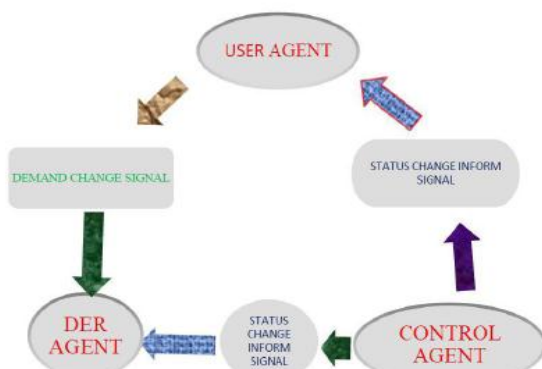 USER AGENT
DEMAND CHANGE SIGNAL
STATUS CHANGE INFORM
SIGNAL
DER
AGENT
STATUS
CHANGE
INFORM
SIGNAL
CONTROL
AGENT